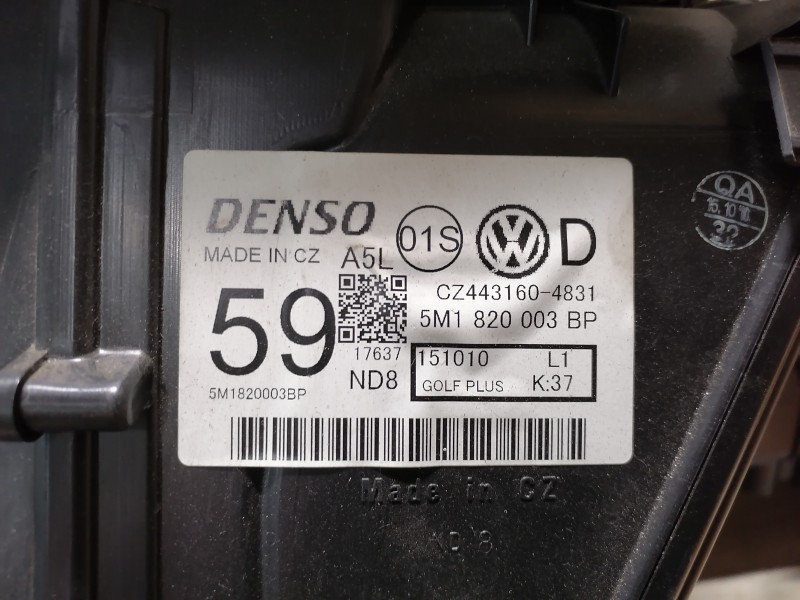 DENSO
MADE IN CZ
A5L
01S
D
CZ443160-4831
5M1 820 003 BP
59
17637
ND8
5M1820003BP
151010 L1
GOLF PLUS K:37
Made in CZ
QA